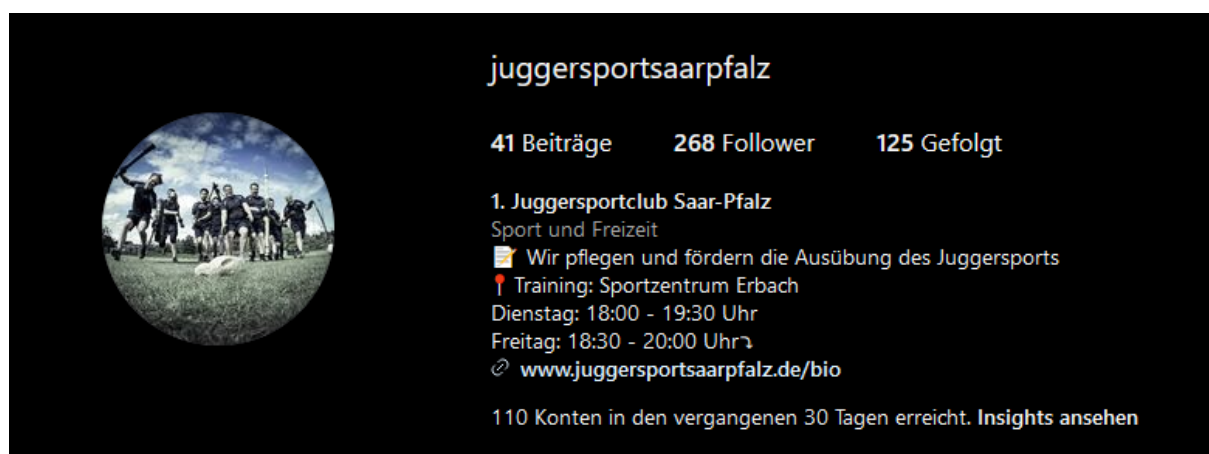 juggersportsaarpfalz
41 Beiträge 268 Follower 125 Gefolgt
1. Juggersportclub Saar-Pfalz
Sport und Freizeit
📝 Wir pflegen und fördern die Ausübung des Juggersports
📍Training: Sportzentrum Erbach
Dienstag: 18:00 - 19:30 Uhr
Freitag: 18:30 - 20:00 Uhr⤵
www.juggersportsaarpfalz.de/bio
110 Konten in den vergangenen 30 Tagen erreicht. Insights ansehen